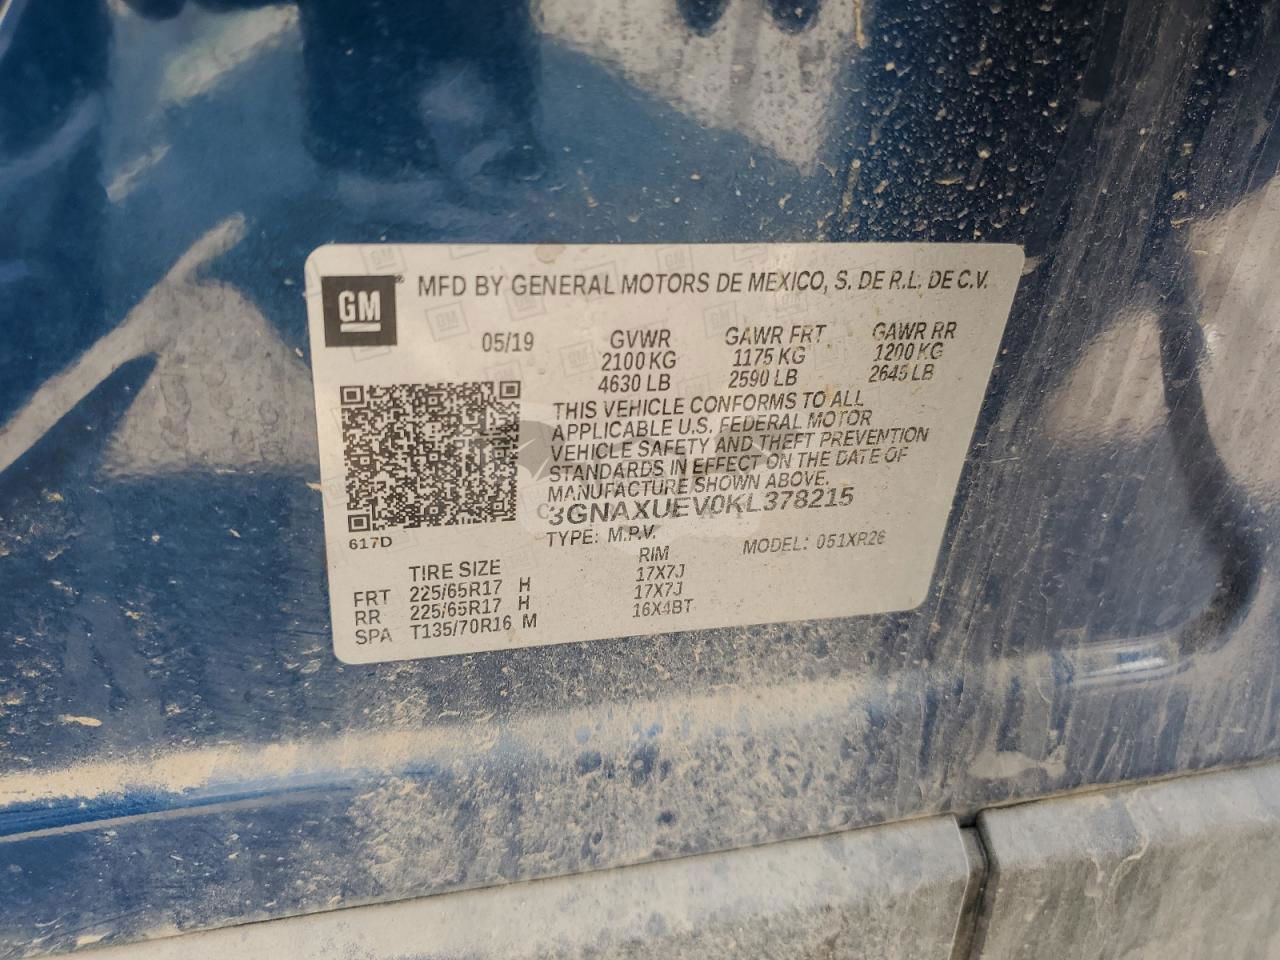 GM
MFD BY GENERAL MOTORS DE MEXICO, S. DE R.L. DE C.V.
05/19 GVWR GAWR FRT GAWR RR
2100 KG 1175 KG 1200 KG
4630 LB 2590 LB 2645 LB
THIS VEHICLE CONFORMS TO ALL
APPLICABLE U.S. FEDERAL MOTOR
VEHICLE SAFETY AND THEFT PREVENTION
STANDARDS IN EFFECT ON THE DATE OF
MANUFACTURE SHOWN ABOVE.
3GNAXUEV0KL378215
617D
TYPE: M.P.V. MODEL: 051XR26
TIRE SIZE RIM
FRT 225/65R17 H 17X7J
RR 225/65R17 H 17X7J
SPA T135/70R16 M 16X4BT